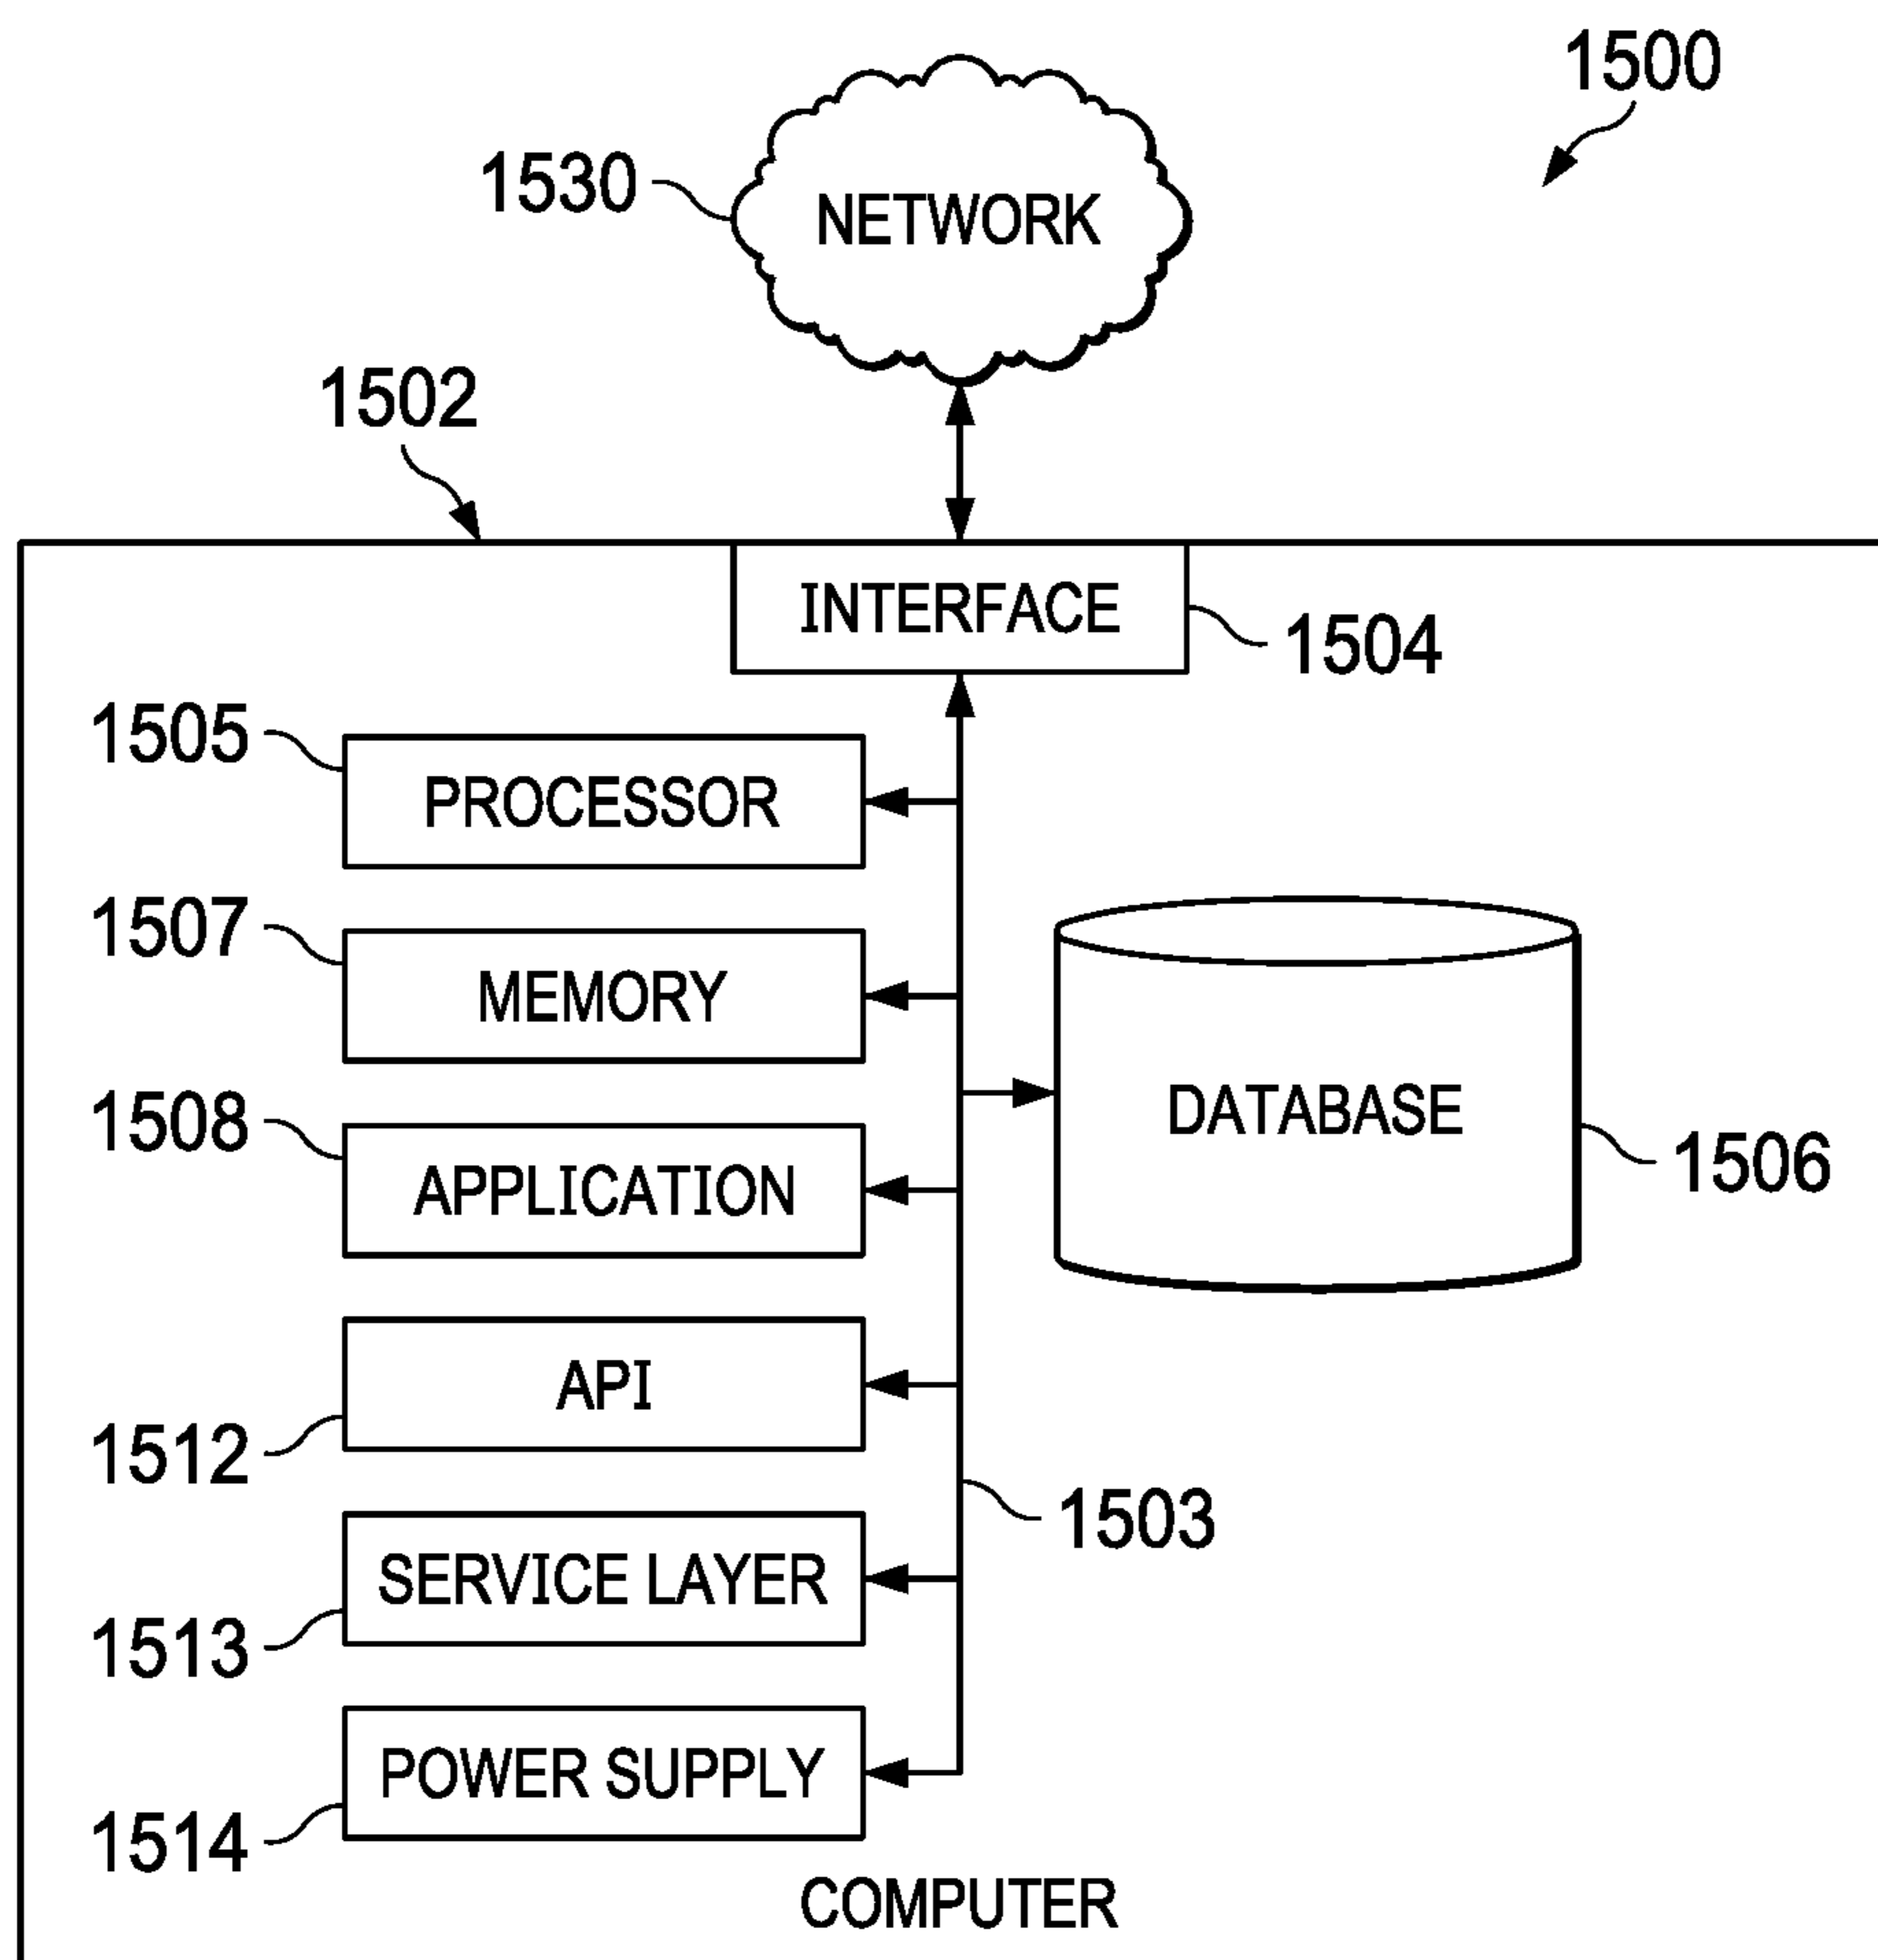 1500
1530
NETWORK
1502
INTERFACE
1504
1505
PROCESSOR
1507
MEMORY
1508
APPLICATION
DATABASE
1506
API
1512
1503
SERVICE LAYER
1513
POWER SUPPLY
1514
COMPUTER